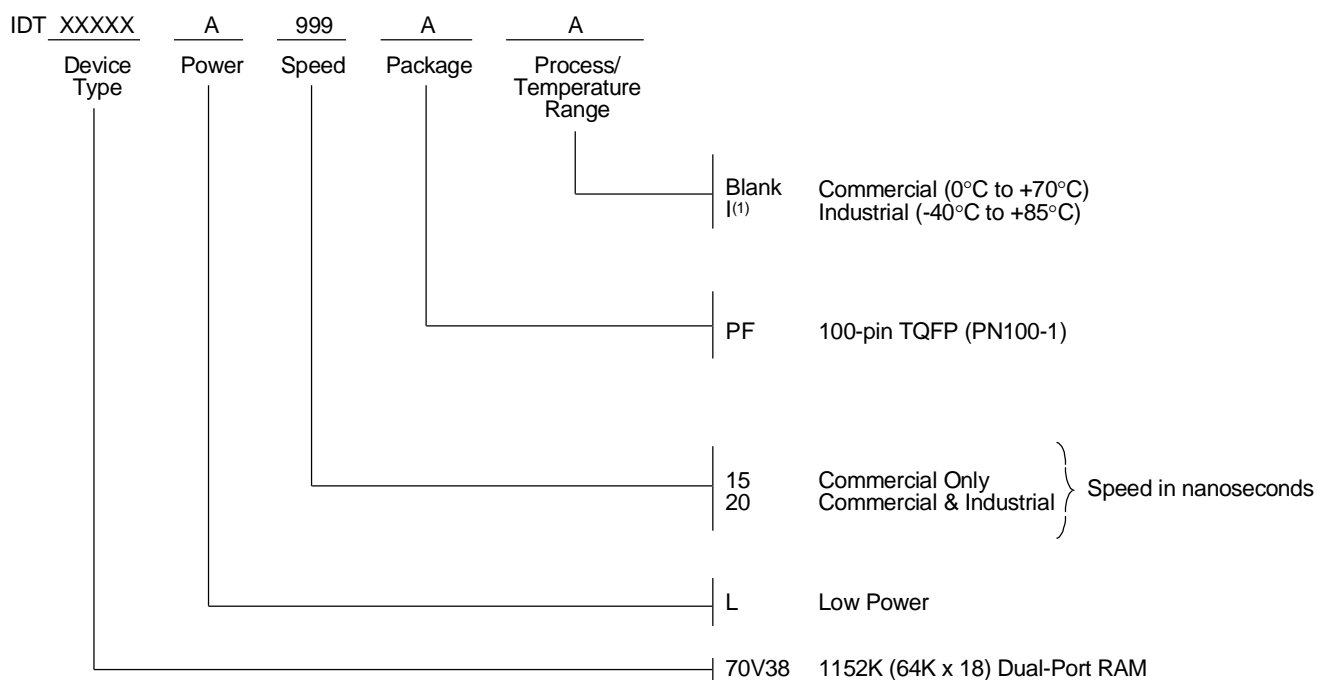 IDT XXXXX A 999 A A
Device Type Power Speed Package Process/ Temperature Range
Blank Commercial (0°C to +70°C)
I(1) Industrial (-40°C to +85°C)
PF 100-pin TQFP (PN100-1)
15 Commercial Only
20 Commercial & Industrial
Speed in nanoseconds
L Low Power
70V38 1152K (64K x 18) Dual-Port RAM